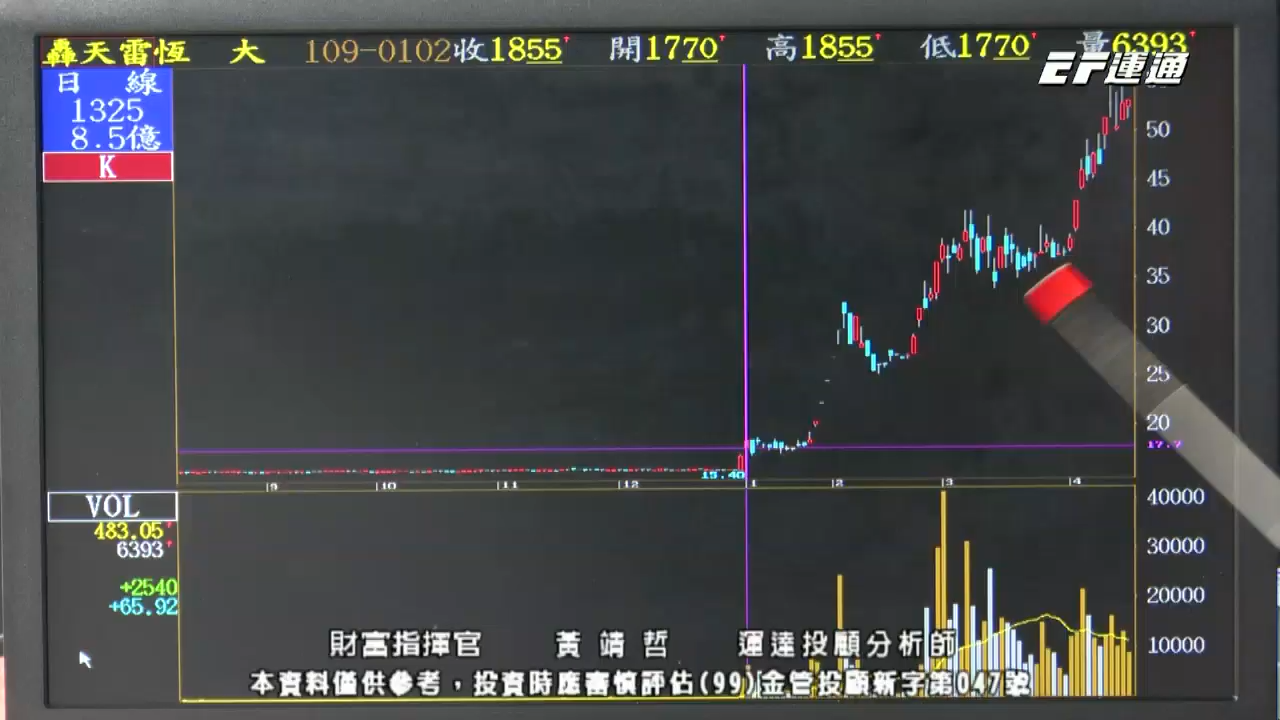 轟天雷恆 大 109-0102收1855 開1770 高1855 低1770 量6393
EF運通
日 線
1325
8.5億
K
50
45
40
35
30
25
20
17.7
15.40
9 10 11 12 1 2 3 4
VOL
483.05
6393
+2540
+65.92
40000
30000
20000
10000
財富指揮官 黃靖哲 運達投顧分析師
本資料僅供參考,投資時應審慎評估(99)金管投顧新字第047號